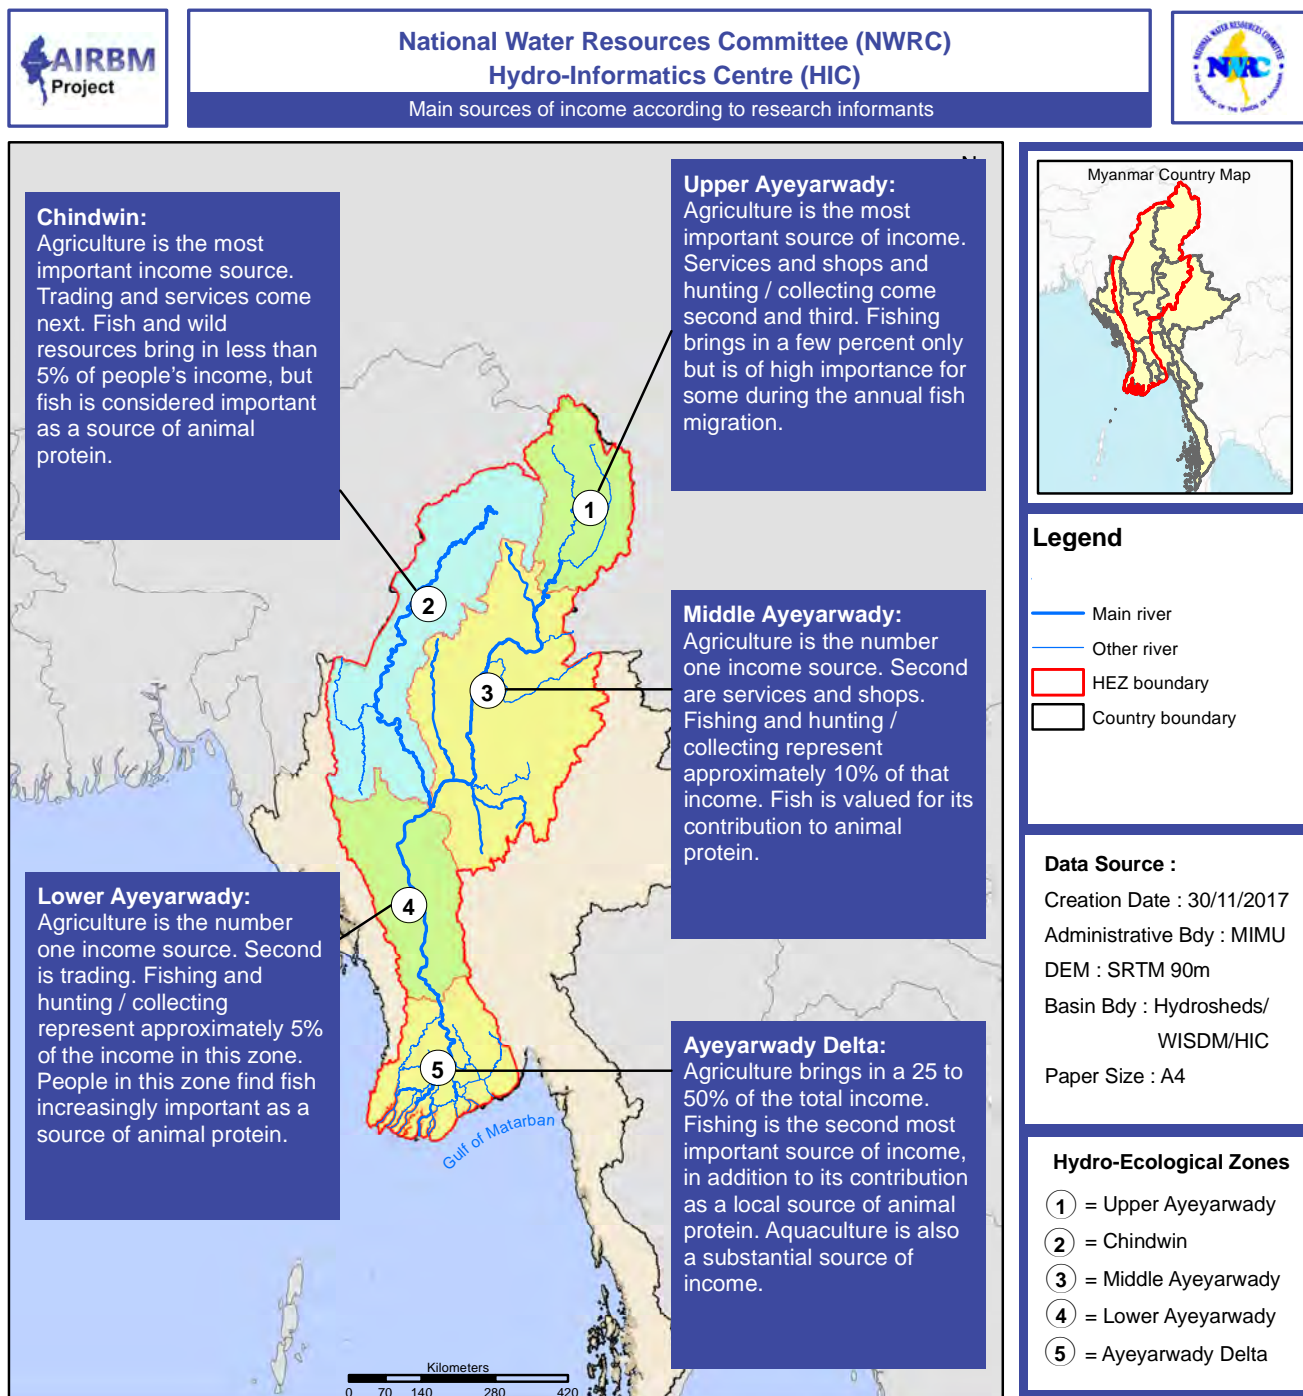 AIRBM
Project
National Water Resources Committee (NWRC)
Hydro-Informatics Centre (HIC)
Main sources of income according to research informants
NATIONAL WATER RESOURCES COMMITTEE
NWRC
THE REPUBLIC OF THE UNION OF MYANMAR
Chindwin:
Agriculture is the most
important income source.
Trading and services come
next. Fish and wild
resources bring in less than
5% of people's income, but
fish is considered important
as a source of animal
protein.
Upper Ayeyarwady:
Agriculture is the most
important source of income.
Services and shops and
hunting / collecting come
second and third. Fishing
brings in a few percent only
but is of high importance for
some during the annual fish
migration.
Middle Ayeyarwady:
Agriculture is the number
one income source. Second
are services and shops.
Fishing and hunting /
collecting represent
approximately 10% of that
income. Fish is valued for its
contribution to animal
protein.
Lower Ayeyarwady:
Agriculture is the number
one income source. Second
is trading. Fishing and
hunting / collecting
represent approximately 5%
of the income in this zone.
People in this zone find fish
increasingly important as a
source of animal protein.
Ayeyarwady Delta:
Agriculture brings in a 25 to
50% of the total income.
Fishing is the second most
important source of income,
in addition to its contribution
as a local source of animal
protein. Aquaculture is also
a substantial source of
income.
1
2
3
4
5
Gulf of Matarban
Kilometers
0 70 140 280 420
Myanmar Country Map
Legend
Main river
Other river
HEZ boundary
Country boundary
Data Source :
Creation Date : 30/11/2017
Administrative Bdy : MIMU
DEM : SRTM 90m
Basin Bdy : Hydrosheds/
WISDM/HIC
Paper Size : A4
Hydro-Ecological Zones
1 = Upper Ayeyarwady
2 = Chindwin
3 = Middle Ayeyarwady
4 = Lower Ayeyarwady
5 = Ayeyarwady Delta